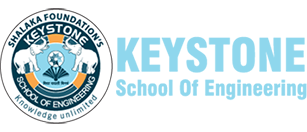 SHALAKA FOUNDATION'S
KEYSTONE
SCHOOL OF ENGINEERING
Knowledge unlimited
KEYSTONE
School Of Engineering